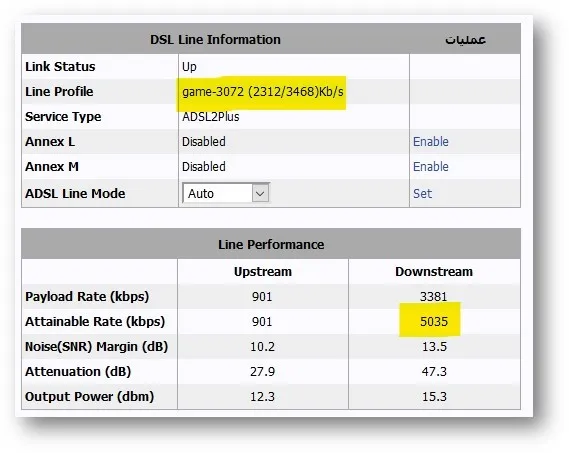 DSL Line Information عملیات
Link Status Up
Line Profile game-3072 (2312/3468)Kb/s
Service Type ADSL2Plus
Annex L Disabled Enable
Annex M Disabled Enable
ADSL Line Mode Auto Set
Line Performance
Upstream Downstream
Payload Rate (kbps) 901 3381
Attainable Rate (kbps) 901 5035
Noise(SNR) Margin (dB) 10.2 13.5
Attenuation (dB) 27.9 47.3
Output Power (dbm) 12.3 15.3